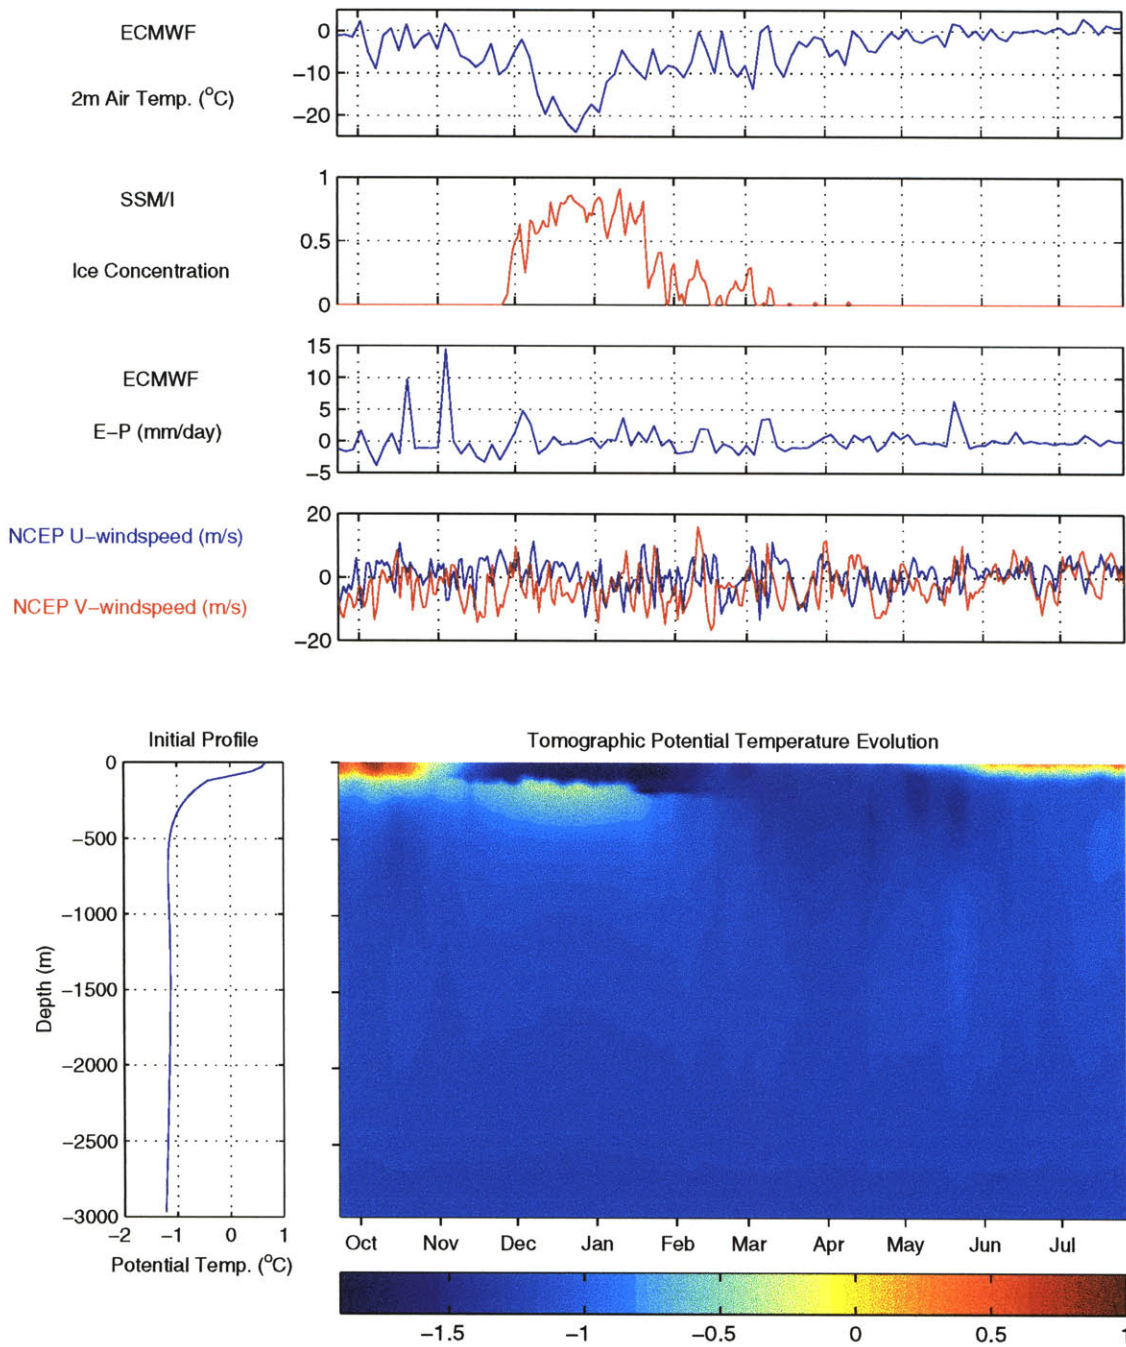 ECMWF
2m Air Temp. (°C)
0
−10
−20
SSM/I
Ice Concentration
1
0.5
0
ECMWF
E−P (mm/day)
15
10
5
0
−5
NCEP U−windspeed (m/s)
NCEP V−windspeed (m/s)
20
0
−20
Initial Profile
Tomographic Potential Temperature Evolution
0
−500
−1000
−1500
−2000
−2500
−3000
Depth (m)
−2 −1 0 1
Potential Temp. (°C)
Oct Nov Dec Jan Feb Mar Apr May Jun Jul
−1.5 −1 −0.5 0 0.5 1